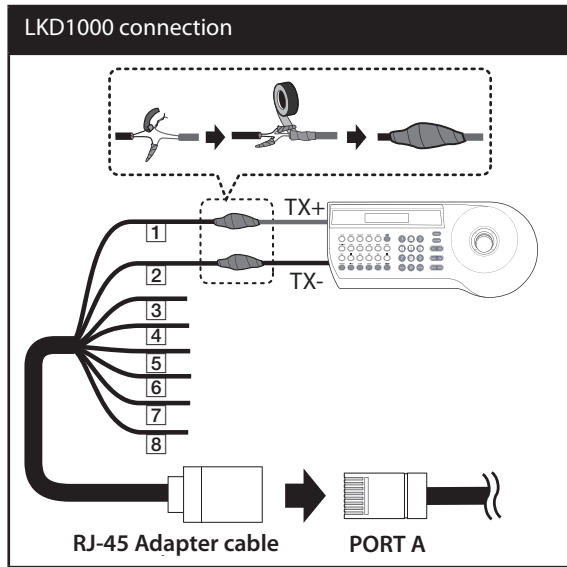 LKD1000 connection
TX+
1
2
TX-
3
4
5
6
7
8
RJ-45 Adapter cable
PORT A